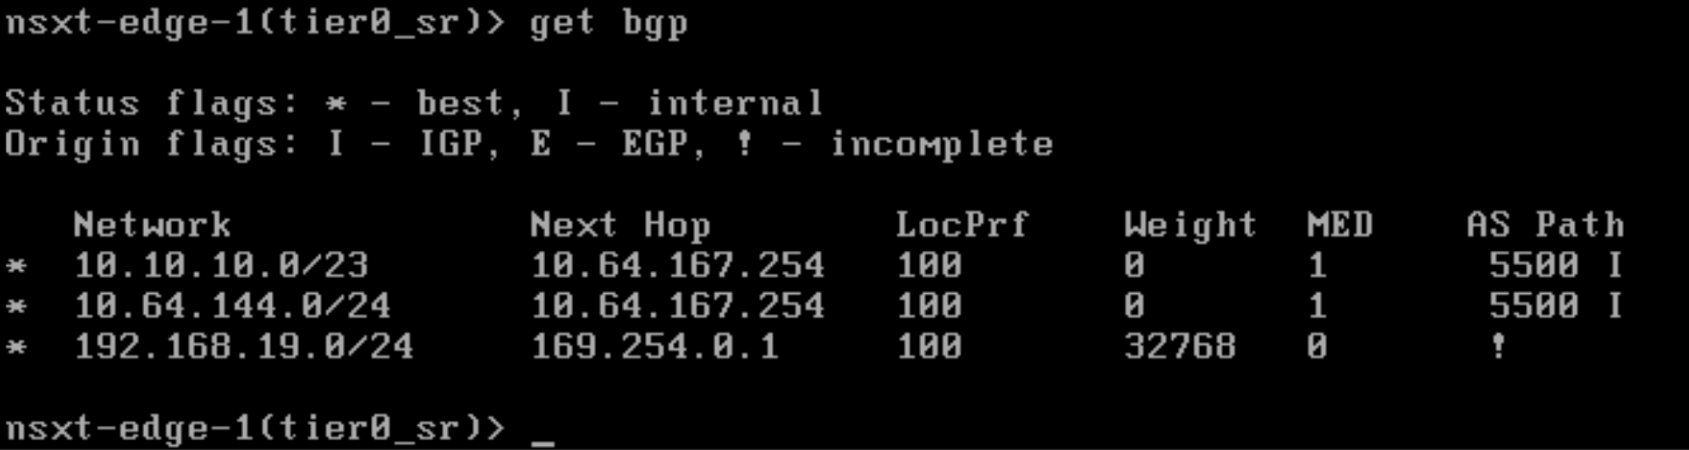 nsxt-edge-1(tier0_sr)> get bgp
Status flags: * - best, I - internal
Origin flags: I - IGP, E - EGP, ! - incomplete
Network Next Hop LocPrf Weight MED AS Path
* 10.10.10.0/23 10.64.167.254 100 0 1 5500 I
* 10.64.144.0/24 10.64.167.254 100 0 1 5500 I
* 192.168.19.0/24 169.254.0.1 100 32768 0 !
nsxt-edge-1(tier0_sr)> _